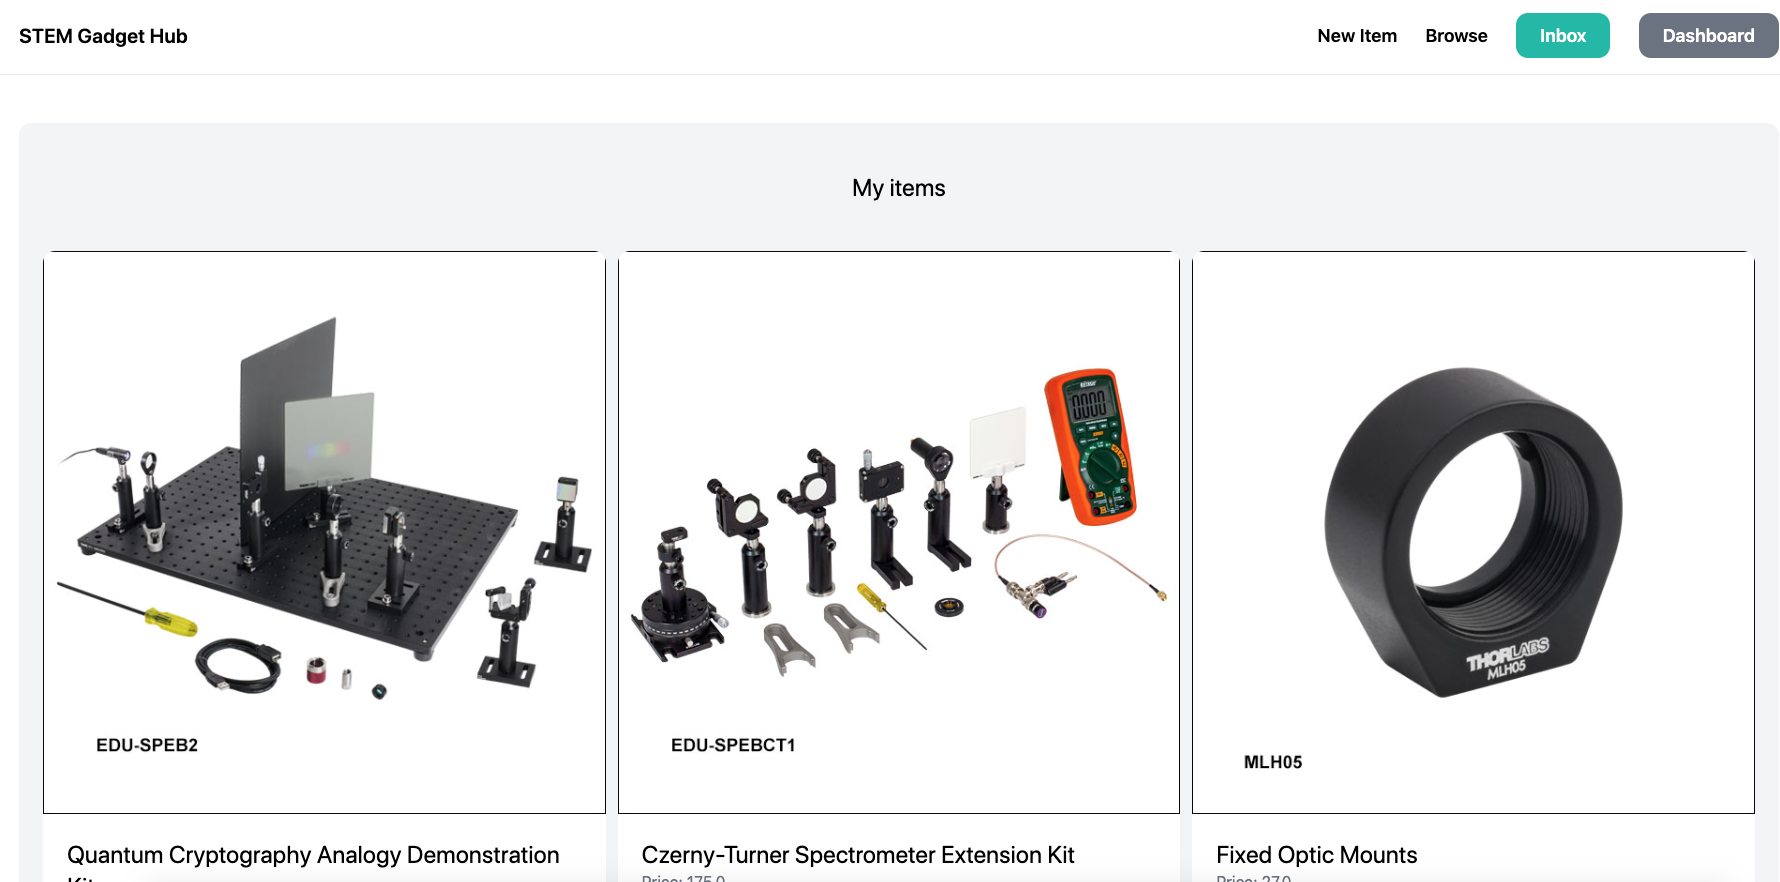 STEM Gadget Hub
New Item
Browse
Inbox
Dashboard
My items
0000
EDU-SPEB2
EDU-SPEBCT1
THORLABS
MLH05
MLH05
Quantum Cryptography Analogy Demonstration
Kit
Czerny-Turner Spectrometer Extension Kit
Price: 175.0
Fixed Optic Mounts
Price: 27.0